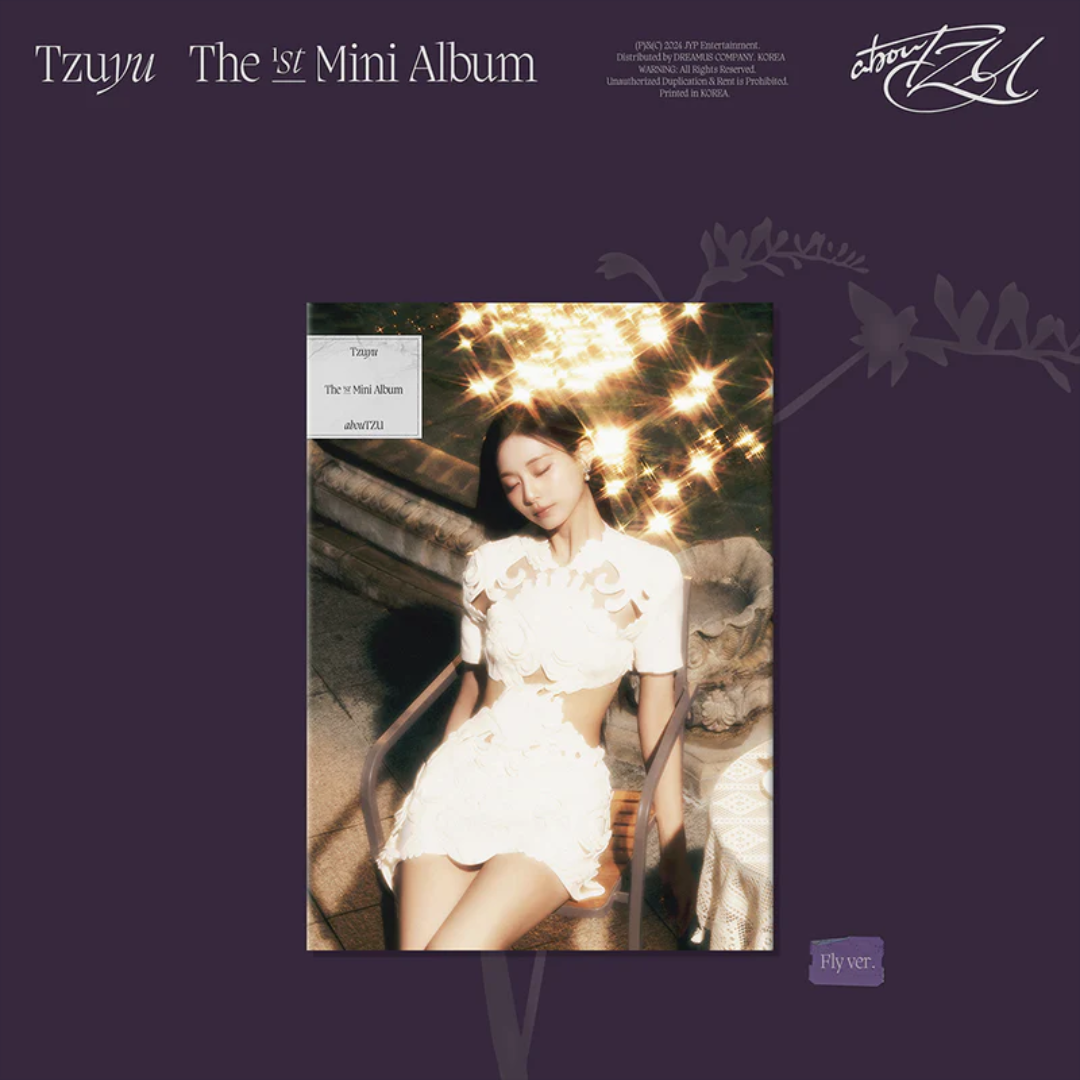 Tzuyu The 1st Mini Album
(P)&(C) 2024 JYP Entertainment.
Distributed by DREAMUS COMPANY. KOREA
WARNING: All Rights Reserved.
Unauthorized Duplication & Rent is Prohibited.
Printed in KOREA.
abouTZU
Tzuyu
The 1st Mini Album
abouTZU
Fly ver.